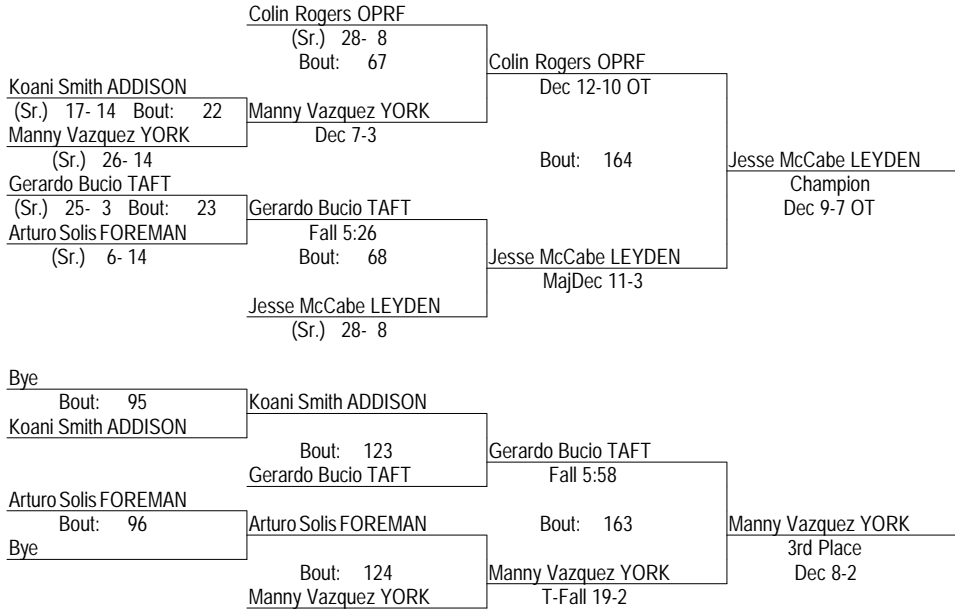 Colin Rogers OPRF
(Sr.) 28- 8
Bout: 67
Colin Rogers OPRF
Dec 12-10 OT
Koani Smith ADDISON
(Sr.) 17- 14 Bout: 22
Manny Vazquez YORK
Dec 7-3
Manny Vazquez YORK
(Sr.) 26- 14
Bout: 164
Jesse McCabe LEYDEN
Champion
Dec 9-7 OT
Gerardo Bucio TAFT
(Sr.) 25- 3 Bout: 23
Gerardo Bucio TAFT
Fall 5:26
Arturo Solis FOREMAN
(Sr.) 6- 14
Bout: 68
Jesse McCabe LEYDEN
MajDec 11-3
Jesse McCabe LEYDEN
(Sr.) 28- 8
Bye
Bout: 95
Koani Smith ADDISON
Koani Smith ADDISON
Bout: 123
Gerardo Bucio TAFT
Fall 5:58
Gerardo Bucio TAFT
Arturo Solis FOREMAN
Bout: 96
Arturo Solis FOREMAN
Bye
Bout: 163
Manny Vazquez YORK
3rd Place
Dec 8-2
Bout: 124
Manny Vazquez YORK
T-Fall 19-2
Manny Vazquez YORK